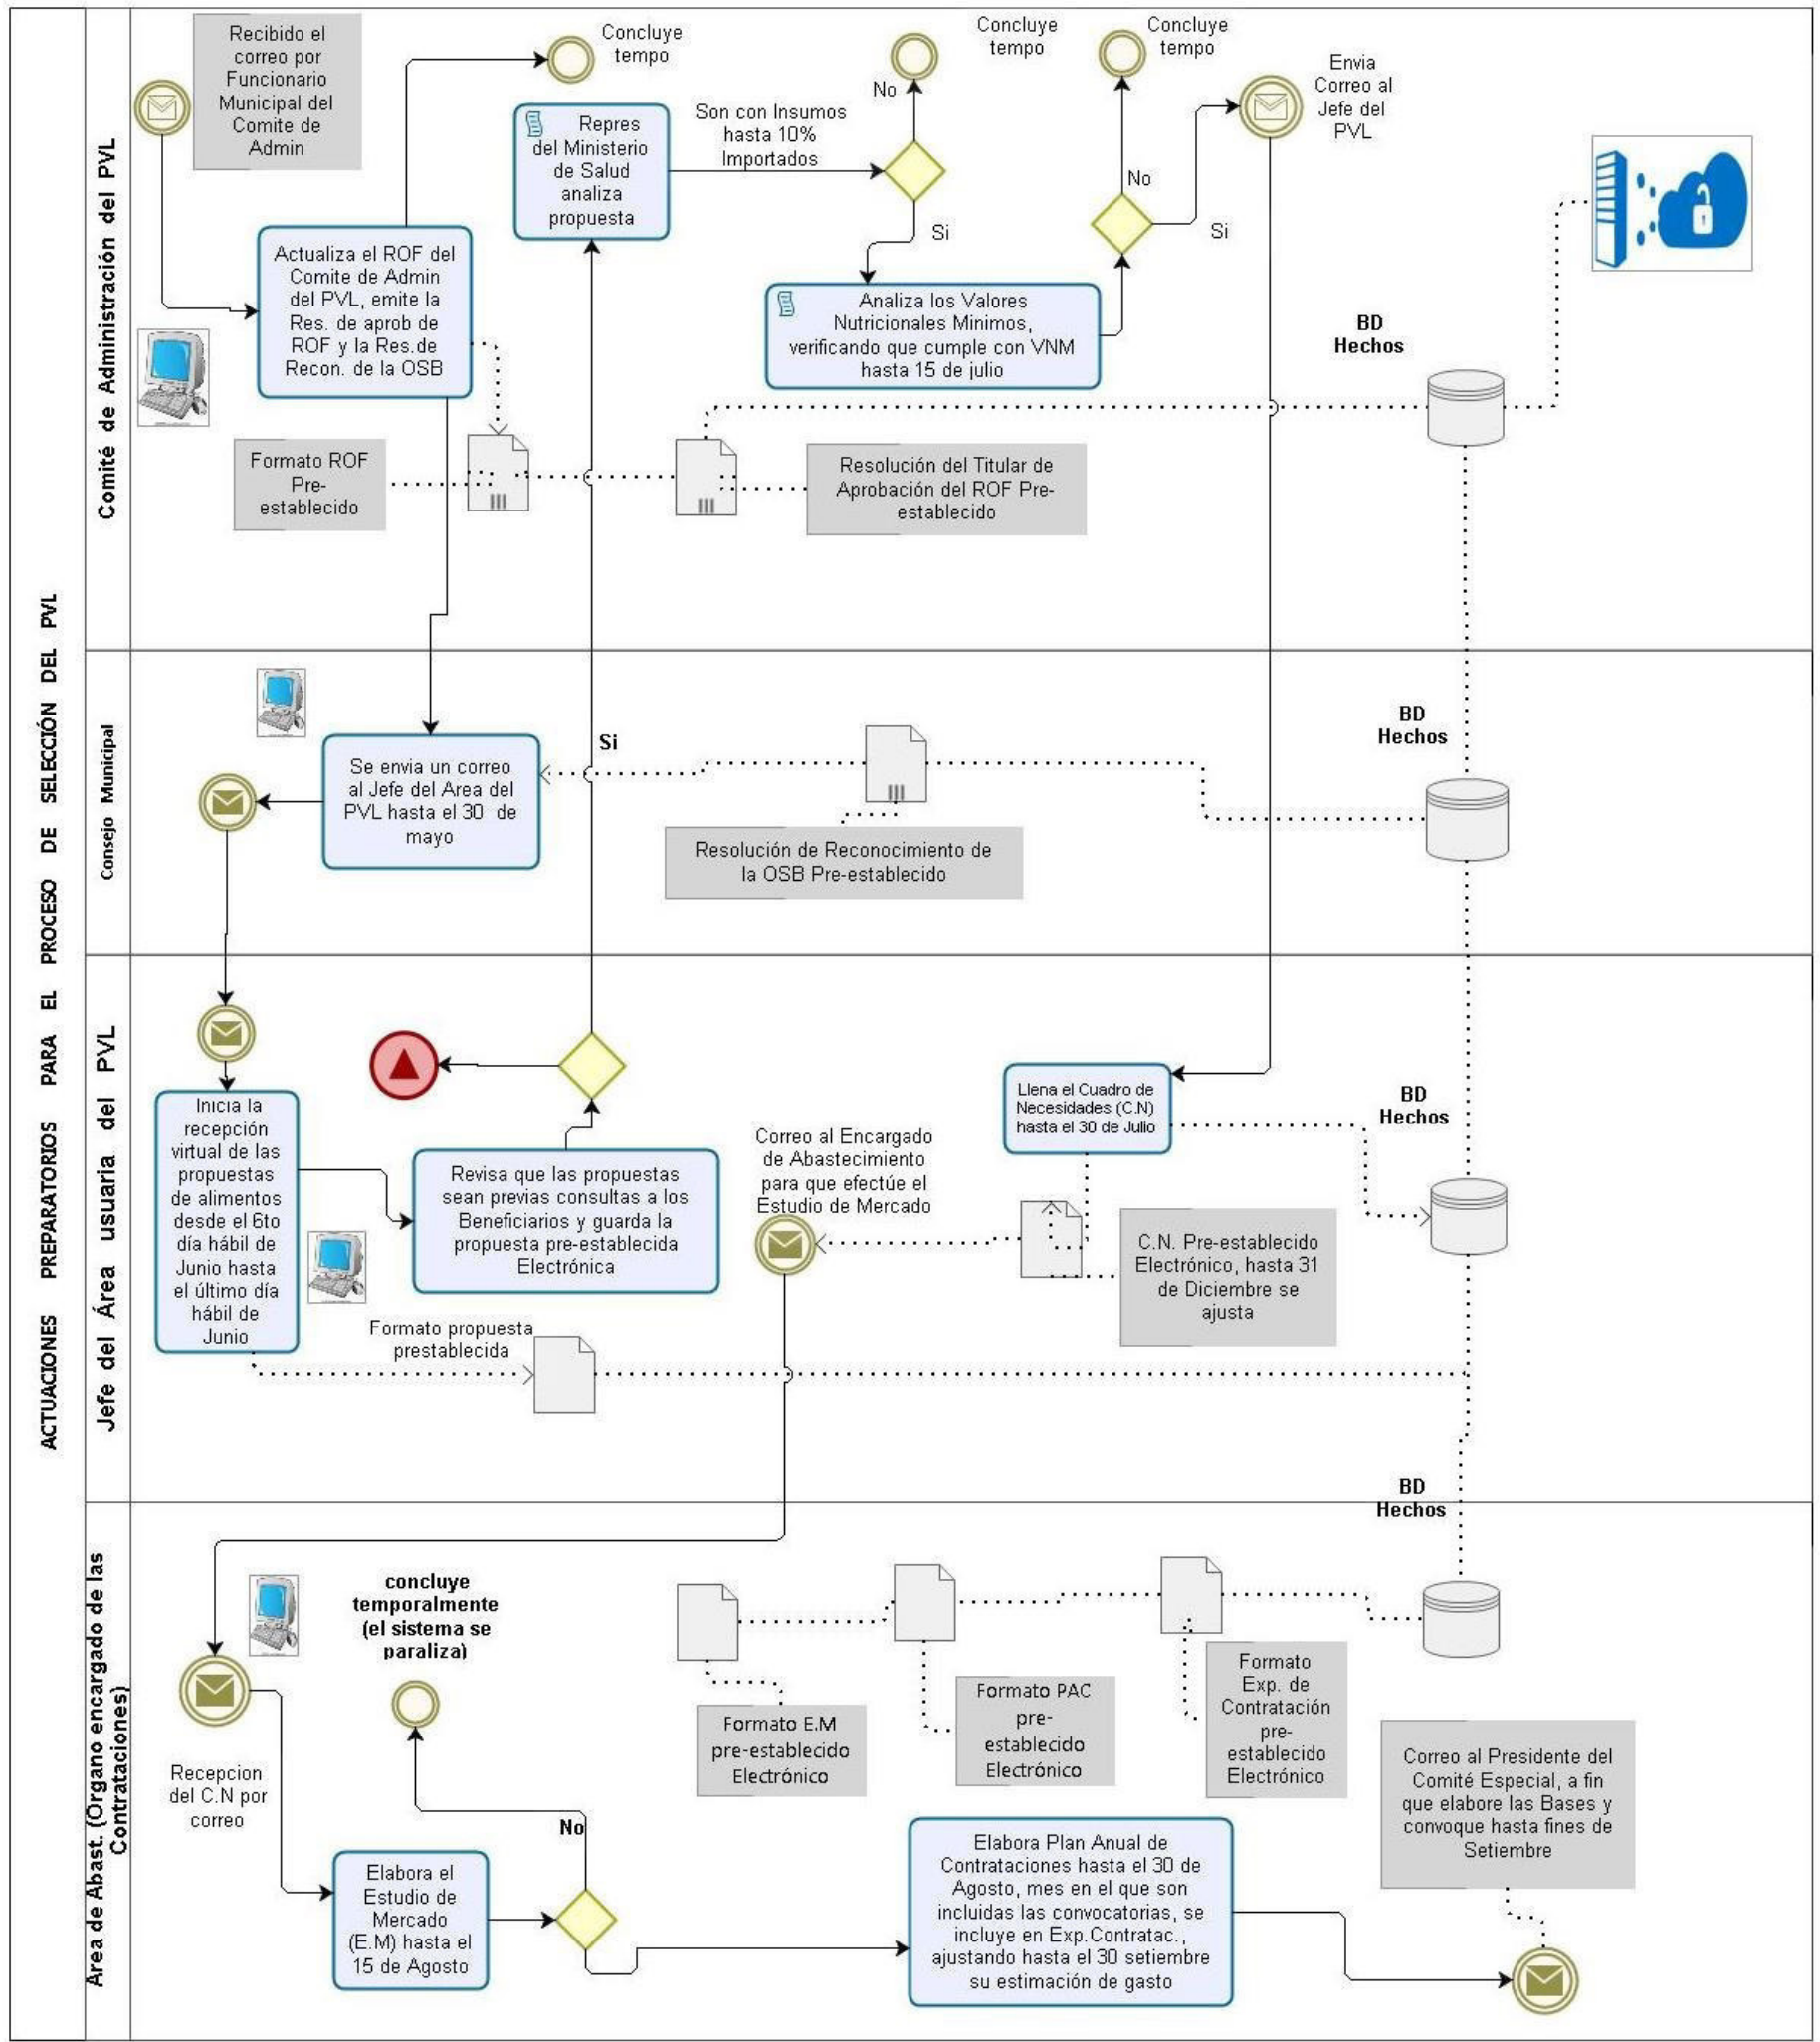 ACTUACIONES PREPARATORIOS PARA EL PROCESO DE SELECCIÓN DEL PVL
Comité de Administración del PVL
Recibido el
correo por
Funcionario
Municipal del
Comite de
Admin
Concluye
tempo
Concluye
tempo
Concluye
tempo
Envia
Correo al
Jefe del
PVL
Repres
del Ministerio
de Salud
analiza
propuesta
Son con Insumos
hasta 10%
Importados
No
Si
No
Si
Actualiza el ROF del
Comite de Admin
del PVL, emite la
Res. de aprob de
ROF y la Res.de
Recon. de la OSB
Analiza los Valores
Nutricionales Minimos,
verificando que cumple con VNM
hasta 15 de julio
BD
Hechos
Formato ROF
Pre-
establecido
Resolución del Titular de
Aprobación del ROF Pre-
establecido
Consejo Municipal
Se envia un correo
al Jefe del Area del
PVL hasta el 30 de
mayo
Si
BD
Hechos
Resolución de Reconocimiento de
la OSB Pre-establecido
Jefe del Área usuaria del PVL
Inicia la
recepción
virtual de las
propuestas
de alimentos
desde el 6to
día hábil de
Junio hasta
el último día
hábil de
Junio
Revisa que las propuestas
sean previas consultas a los
Beneficiarios y guarda la
propuesta pre-establecida
Electrónica
Formato propuesta
prestablecida
Correo al Encargado
de Abastecimiento
para que efectúe el
Estudio de Mercado
Llena el Cuadro de
Necesidades (C.N)
hasta el 30 de Julio
BD
Hechos
C.N. Pre-establecido
Electrónico, hasta 31
de Diciembre se
ajusta
BD
Hechos
Area de Abast. (Organo encargado de las
Contrataciones)
concluye
temporalmente
(el sistema se
paraliza)
Recepcion
del C.N por
correo
Formato E.M
pre-establecido
Electrónico
Formato PAC
pre-
establecido
Electrónico
Formato
Exp. de
Contratación
pre-
establecido
Electrónico
Correo al Presidente del
Comité Especial, a fin
que elabore las Bases y
convoque hasta fines de
Setiembre
No
Elabora el
Estudio de
Mercado
(E.M) hasta el
15 de Agosto
Elabora Plan Anual de
Contrataciones hasta el 30 de
Agosto, mes en el que son
incluidas las convocatorias, se
incluye en Exp.Contratac.,
ajustando hasta el 30 setiembre
su estimación de gasto